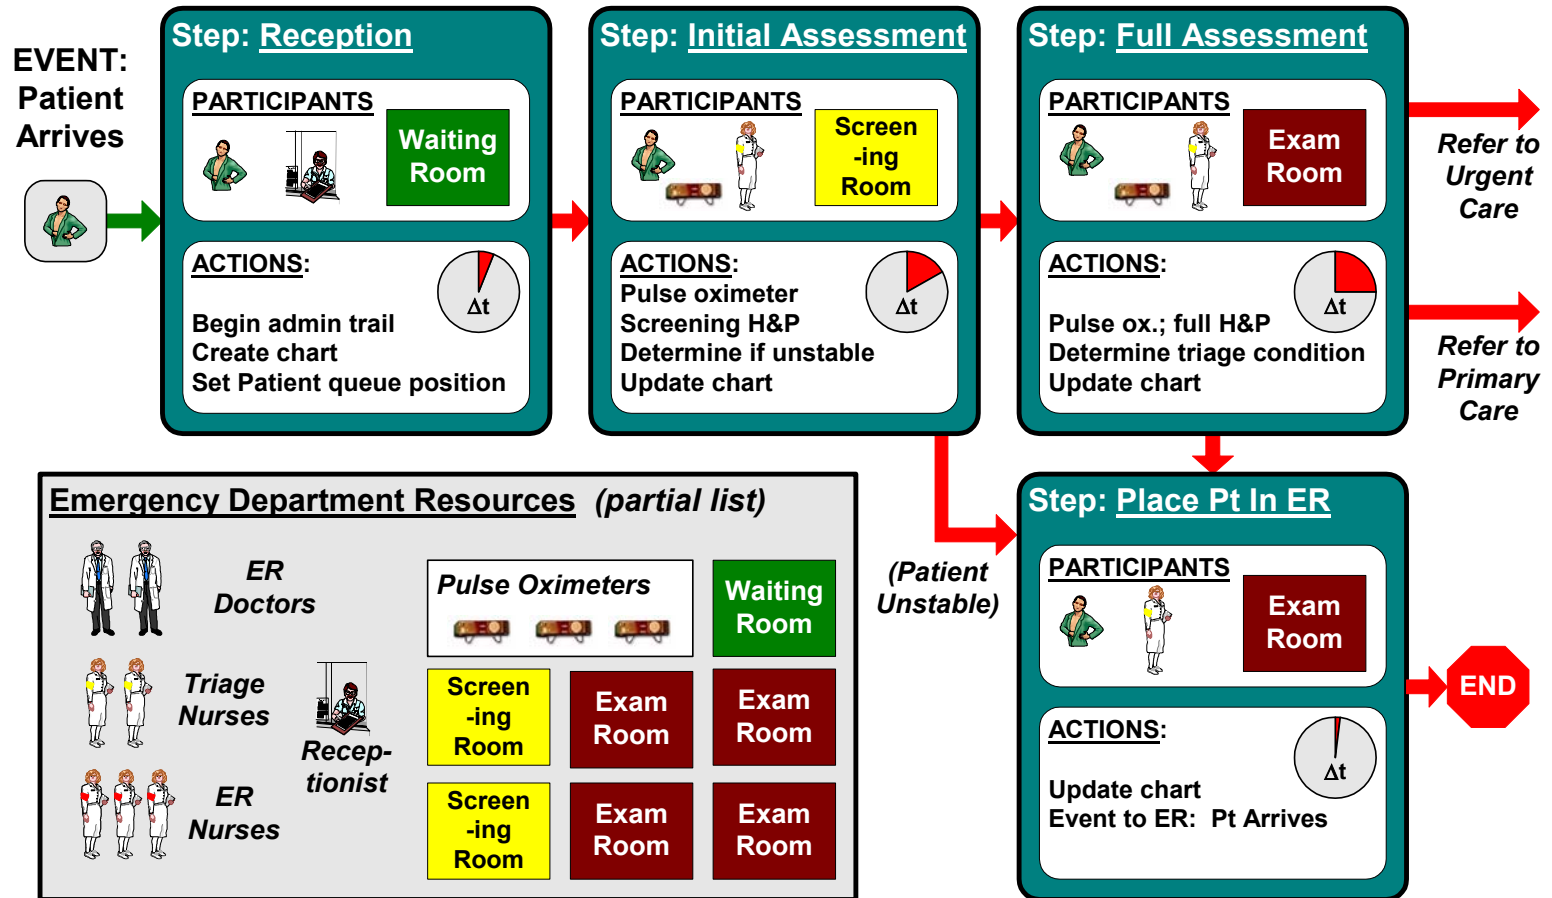 EVENT:
Patient
Arrives
Step: Reception
PARTICIPANTS
Waiting
Room
ACTIONS:
Δt
Begin admin trail
Create chart
Set Patient queue position
Step: Initial Assessment
PARTICIPANTS
Screen
-ing
Room
ACTIONS:
Δt
Pulse oximeter
Screening H&P
Determine if unstable
Update chart
Step: Full Assessment
PARTICIPANTS
Exam
Room
ACTIONS:
Δt
Pulse ox.; full H&P
Determine triage condition
Update chart
Refer to
Urgent
Care
Refer to
Primary
Care
Emergency Department Resources (partial list)
ER
Doctors
Triage
Nurses
ER
Nurses
Recep-
tionist
Pulse Oximeters
Waiting
Room
Screen
-ing
Room
Exam
Room
Exam
Room
Screen
-ing
Room
Exam
Room
Exam
Room
(Patient
Unstable)
Step: Place Pt In ER
PARTICIPANTS
Exam
Room
ACTIONS:
Δt
Update chart
Event to ER: Pt Arrives
END